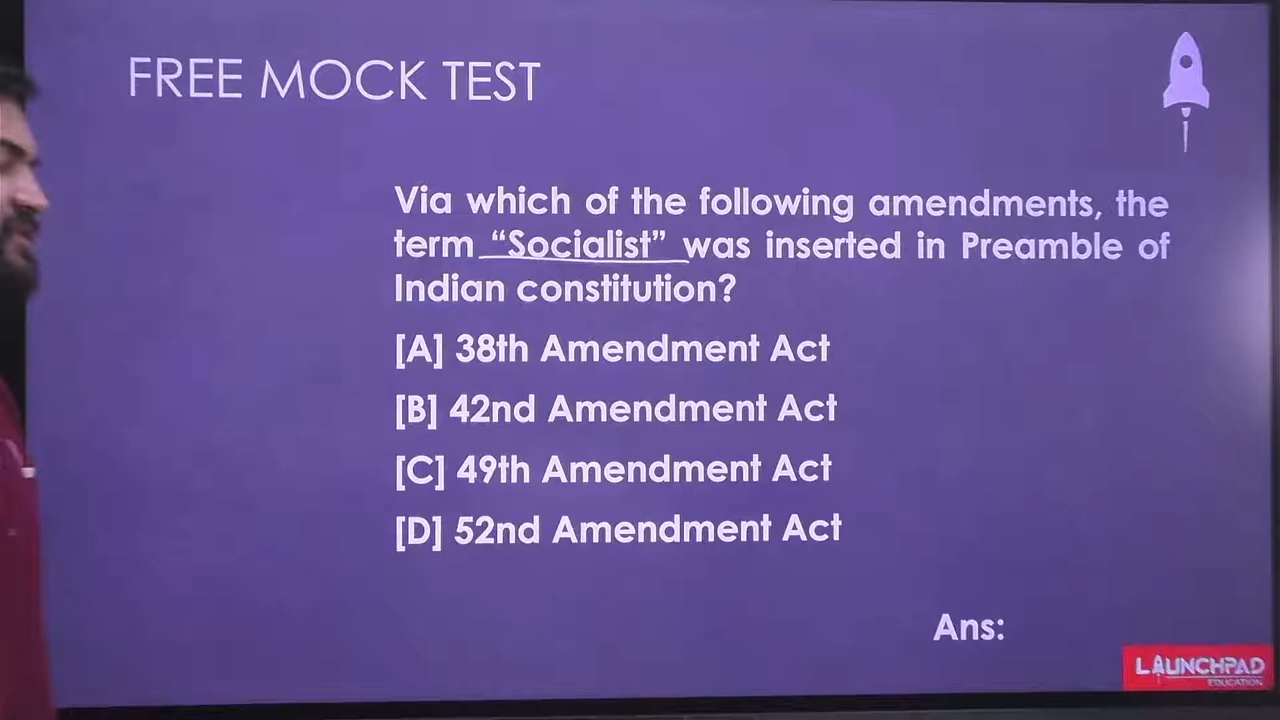 FREE MOCK TEST
Via which of the following amendments, the
term “Socialist” was inserted in Preamble of
Indian constitution?
[A] 38th Amendment Act
[B] 42nd Amendment Act
[C] 49th Amendment Act
[D] 52nd Amendment Act
Ans:
LAUNCHPAD
EDUCATION